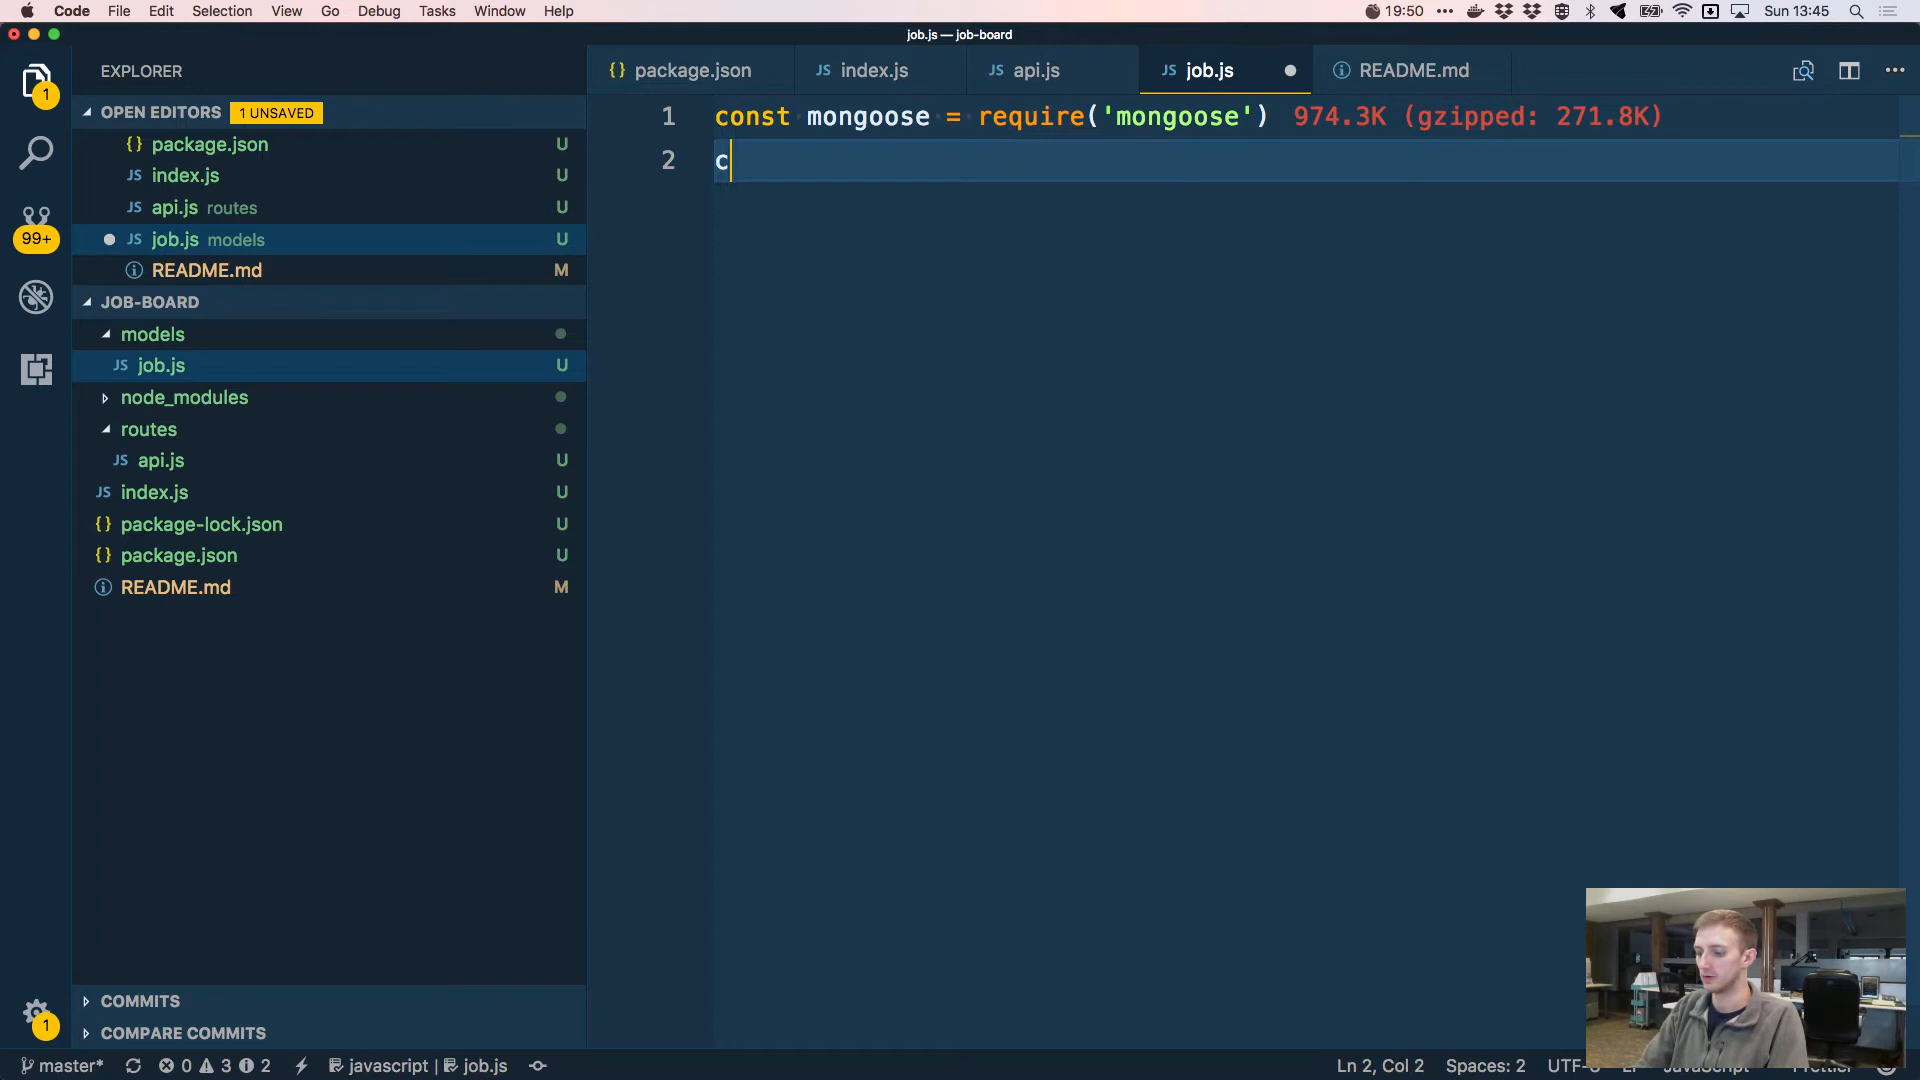 Code File Edit Selection View Go Debug Tasks Window Help
19:50 Sun 13:45
job.js — job-board
1
99+
1
EXPLORER
OPEN EDITORS 1 UNSAVED
{} package.json U
JS index.js U
JS api.js routes U
JS job.js models U
README.md M
JOB-BOARD
models
JS job.js U
node_modules
routes
JS api.js U
JS index.js U
{} package-lock.json U
{} package.json U
README.md M
COMMITS
COMPARE COMMITS
{} package.json JS index.js JS api.js JS job.js README.md
1 const mongoose = require('mongoose') 974.3K (gzipped: 271.8K)
2 c
master* 0 3 2 javascript | job.js
Ln 2, Col 2 Spaces: 2